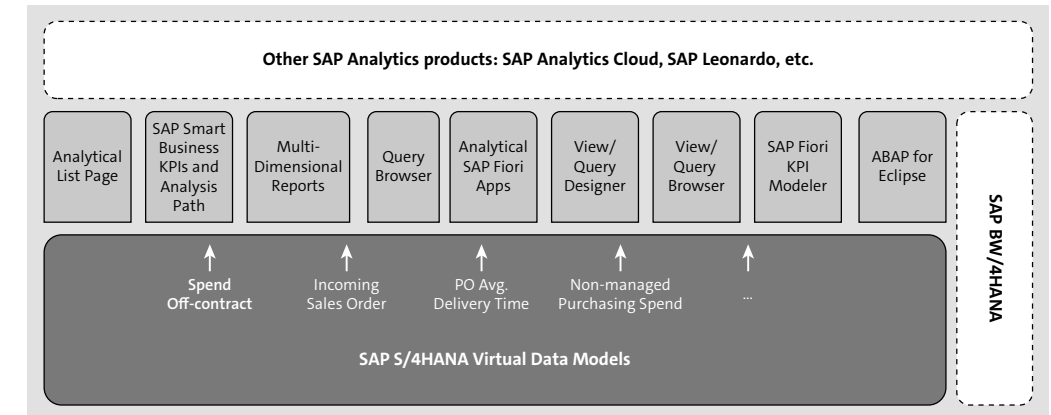 Other SAP Analytics products: SAP Analytics Cloud, SAP Leonardo, etc.
Analytical
List Page
SAP Smart
Business
KPIs and
Analysis
Path
Multi-
Dimensional
Reports
Query
Browser
Analytical
SAP Fiori
Apps
View/
Query
Designer
View/
Query
Browser
SAP Fiori
KPI
Modeler
ABAP for
Eclipse
SAP BW/4HANA
Spend
Off-contract
Incoming
Sales Order
PO Avg.
Delivery Time
Non-managed
Purchasing Spend
...
SAP S/4HANA Virtual Data Models